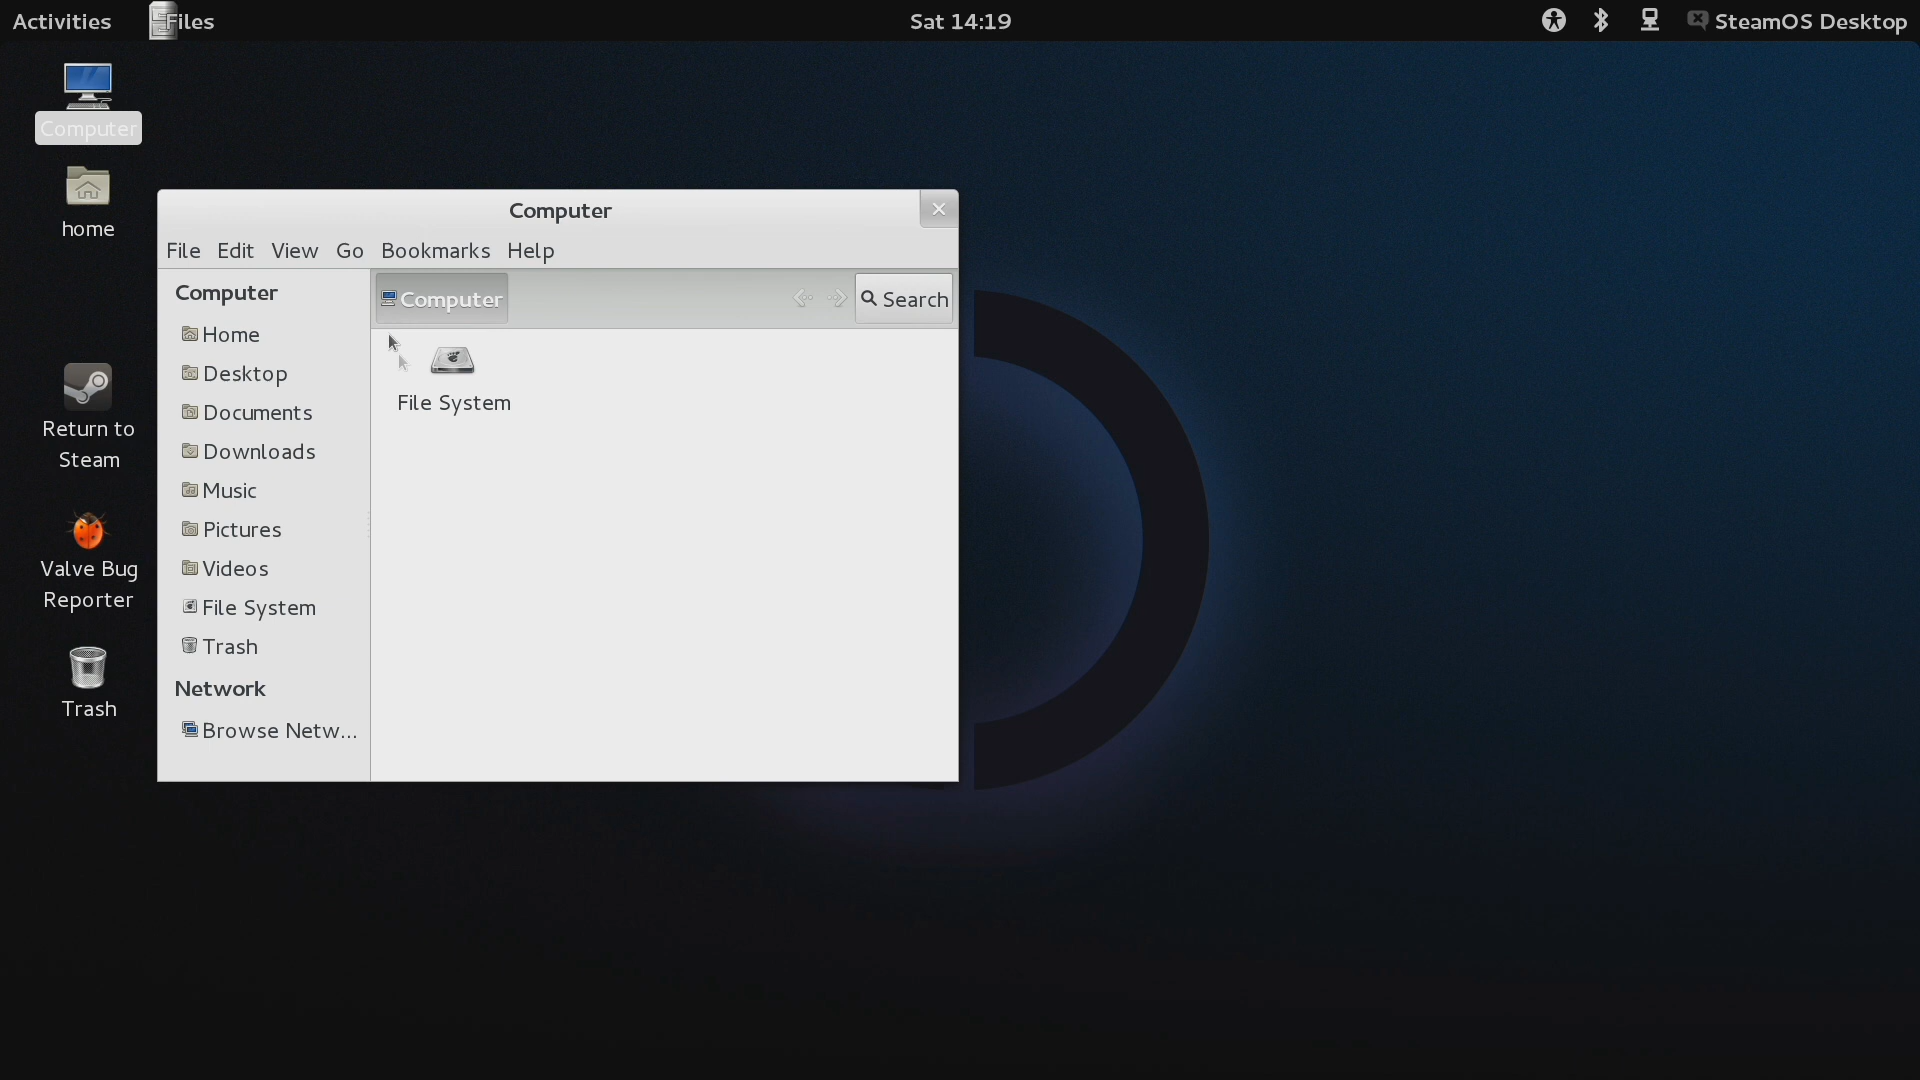 Activities
Files
Sat 14:19
SteamOS Desktop
Computer
home
Return to
Steam
Valve Bug
Reporter
Trash
Computer
File Edit View Go Bookmarks Help
Computer
Home
Desktop
Documents
Downloads
Music
Pictures
Videos
File System
Trash
Network
Browse Netw...
Computer
Search
File System